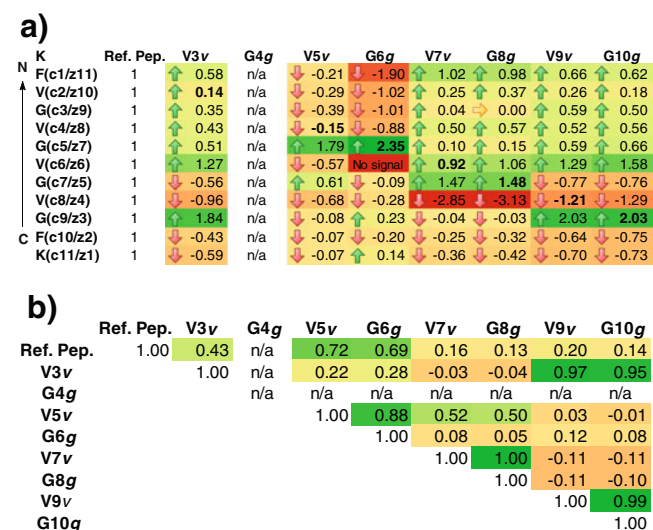 a)
K Ref. Pep. V3v G4g V5v G6g V7v G8g V9v G10g
N F(c1/z11) 1 0.58 n/a -0.21 -1.90 1.02 0.98 0.66 0.62
V(c2/z10) 1 0.14 n/a -0.29 -1.02 0.25 0.37 0.26 0.18
G(c3/z9) 1 0.35 n/a -0.39 -1.01 0.04 0.00 0.59 0.50
V(c4/z8) 1 0.43 n/a -0.15 -0.88 0.50 0.57 0.52 0.56
G(c5/z7) 1 0.51 n/a 1.79 2.35 0.10 0.15 0.59 0.66
V(c6/z6) 1 1.27 n/a -0.57 No signal 0.92 1.06 1.29 1.58
G(c7/z5) 1 -0.56 n/a 0.61 -0.09 1.47 1.48 -0.77 -0.76
V(c8/z4) 1 -0.96 n/a -0.68 -0.28 -2.85 -3.13 -1.21 -1.29
G(c9/z3) 1 1.84 n/a -0.08 0.23 -0.04 -0.03 2.03 2.03
C F(c10/z2) 1 -0.43 n/a -0.07 -0.20 -0.25 -0.32 -0.64 -0.75
K(c11/z1) 1 -0.59 n/a -0.07 0.14 -0.36 -0.42 -0.70 -0.73
b)
Ref. Pep. V3v G4g V5v G6g V7v G8g V9v G10g
Ref. Pep. 1.00 0.43 n/a 0.72 0.69 0.16 0.13 0.20 0.14
V3v 1.00 n/a 0.22 0.28 -0.03 -0.04 0.97 0.95
G4g n/a n/a n/a n/a n/a n/a n/a
V5v 1.00 0.88 0.52 0.50 0.03 -0.01
G6g 1.00 0.08 0.05 0.12 0.08
V7v 1.00 1.00 -0.11 -0.11
G8g 1.00 -0.11 -0.10
V9v 1.00 0.99
G10g 1.00